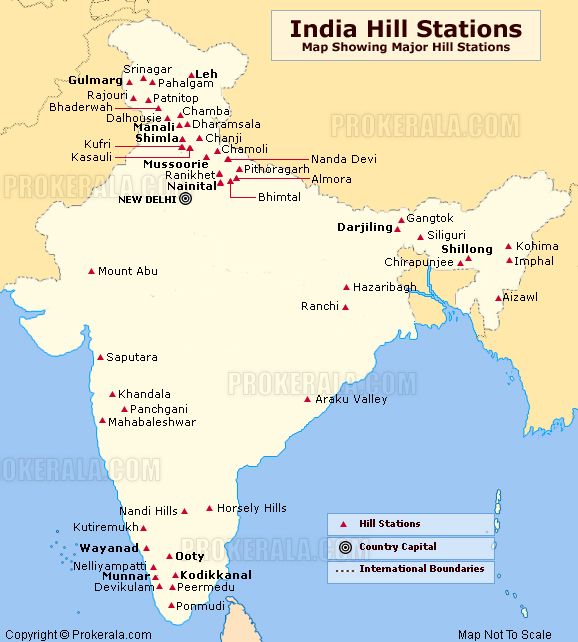 India Hill Stations
Map Showing Major Hill Stations
Srinagar
Leh
Gulmarg
Pahalgam
Rajouri
Patnitop
Bhaderwah
Chamba
Dalhousie
Manali
Dharamsala
Shimla
Chanji
PROKERALA.COM
Kufri
Chamoli
Kasauli
Mussoorie
Nanda Devi
Pithoragarh
Ranikhet
Almora
PROKERALA.COM
Nainital
NEW DELHI
Bhimtal
PROKERALA.COM
Gangtok
Darjiling
Siliguri
Shillong
Kohima
Chirapunjee
Imphal
Mount Abu
Hazaribagh
Aizawl
Ranchi
Saputara
PROKERALA.COM
Khandala
Araku Valley
Panchgani
Mahabaleshwar
PROKERALA.COM
Nandi Hills
Horsely Hills
Kutiremukh
Hill Stations
PROKERALA.COM
Wayanad
Country Capital
Ooty
Nelliyampatti
International Boundaries
Munnar
Kodikkanal
Devikulam
Peermedu
Ponmudi
Copyright © Prokerala.com
Map Not To Scale